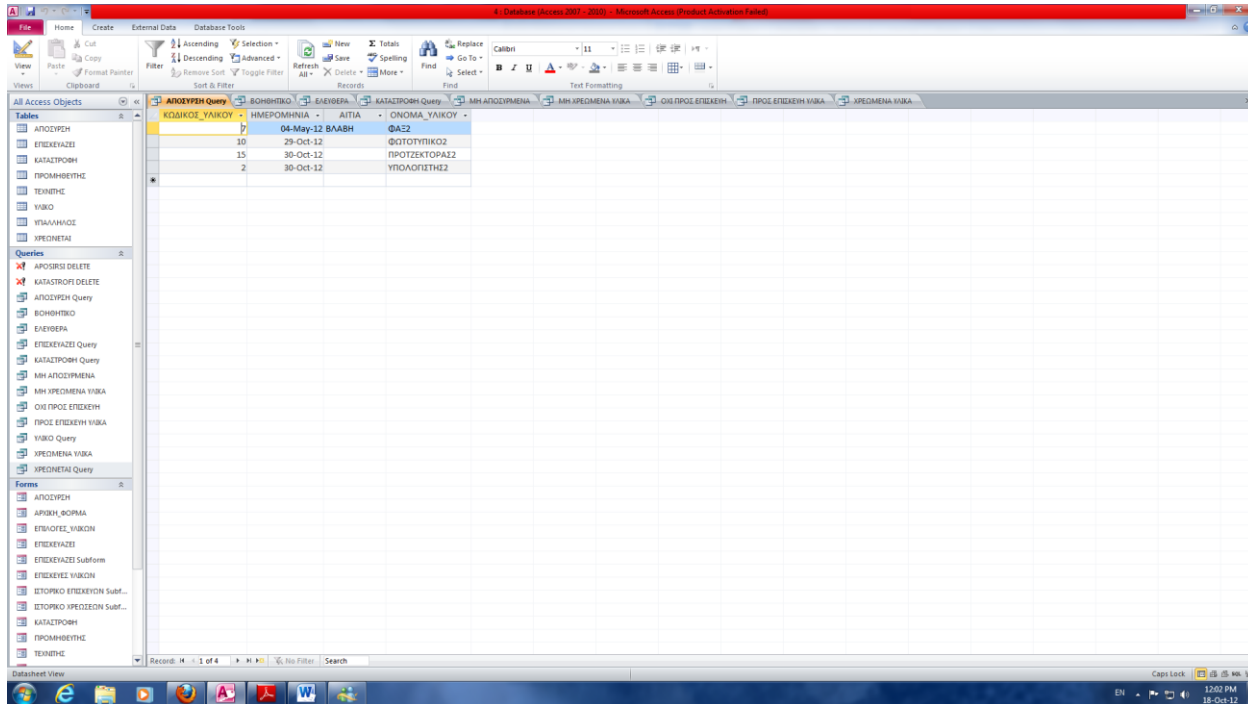 4 : Database (Access 2007 - 2010) - Microsoft Access (Product Activation Failed)
File Home Create External Data Database Tools
View Paste Cut Copy Format Painter
Filter Ascending Descending Remove Sort Selection Advanced Toggle Filter
Refresh All New Save Delete Totals Spelling More
Find Replace Go To Select
Calibri 11
B I U A
Views Clipboard Sort & Filter Records Find Text Formatting
All Access Objects
ΑΠΟΣΥΡΣΗ Query ΒΟΗΘΗΤΙΚΟ ΕΛΕΥΘΕΡΑ ΚΑΤΑΣΤΡΟΦΗ Query ΜΗ ΑΠΟΣΥΡΜΕΝΑ ΜΗ ΧΡΕΩΜΕΝΑ ΥΛΙΚΑ ΟΧΙ ΠΡΟΣ ΕΠΙΣΚΕΥΗ ΠΡΟΣ ΕΠΙΣΚΕΥΗ ΥΛΙΚΑ ΧΡΕΩΜΕΝΑ ΥΛΙΚΑ
ΚΩΔΙΚΟΣ_ΥΛΙΚΟΥ ΗΜΕΡΟΜΗΝΙΑ ΑΙΤΙΑ ΟΝΟΜΑ_ΥΛΙΚΟΥ
7 04-May-12 ΒΛΑΒΗ ΦΑΞ2
10 29-Oct-12 ΦΩΤΟΤΥΠΙΚΟ2
15 30-Oct-12 ΠΡΟΤΖΕΚΤΟΡΑΣ2
2 30-Oct-12 ΥΠΟΛΟΓΙΣΤΗΣ2
Tables
ΑΠΟΣΥΡΣΗ
ΕΠΙΣΚΕΥΑΖΕΙ
ΚΑΤΑΣΤΡΟΦΗ
ΠΡΟΜΗΘΕΥΤΗΣ
ΤΕΧΝΙΤΗΣ
ΥΛΙΚΟ
ΥΠΑΛΛΗΛΟΣ
ΧΡΕΩΝΕΤΑΙ
Queries
APOSIRSI DELETE
KATASTROFI DELETE
ΑΠΟΣΥΡΣΗ Query
ΒΟΗΘΗΤΙΚΟ
ΕΛΕΥΘΕΡΑ
ΕΠΙΣΚΕΥΑΖΕΙ Query
ΚΑΤΑΣΤΡΟΦΗ Query
ΜΗ ΑΠΟΣΥΡΜΕΝΑ
ΜΗ ΧΡΕΩΜΕΝΑ ΥΛΙΚΑ
ΟΧΙ ΠΡΟΣ ΕΠΙΣΚΕΥΗ
ΠΡΟΣ ΕΠΙΣΚΕΥΗ ΥΛΙΚΑ
ΥΛΙΚΟ Query
ΧΡΕΩΜΕΝΑ ΥΛΙΚΑ
ΧΡΕΩΝΕΤΑΙ Query
Forms
ΑΠΟΣΥΡΣΗ
ΑΡΧΙΚΗ_ΦΟΡΜΑ
ΕΠΙΛΟΓΕΣ_ΥΛΙΚΩΝ
ΕΠΙΣΚΕΥΑΖΕΙ
ΕΠΙΣΚΕΥΑΖΕΙ Subform
ΕΠΙΣΚΕΥΕΣ ΥΛΙΚΩΝ
ΙΣΤΟΡΙΚΟ ΕΠΙΣΚΕΥΩΝ Subf...
ΙΣΤΟΡΙΚΟ ΧΡΕΩΣΕΩΝ Subf...
ΚΑΤΑΣΤΡΟΦΗ
ΠΡΟΜΗΘΕΥΤΗΣ
ΤΕΧΝΙΤΗΣ
Record: 1 of 4 No Filter Search
Datasheet View Caps Lock
EN 12:02 PM
18-Oct-12